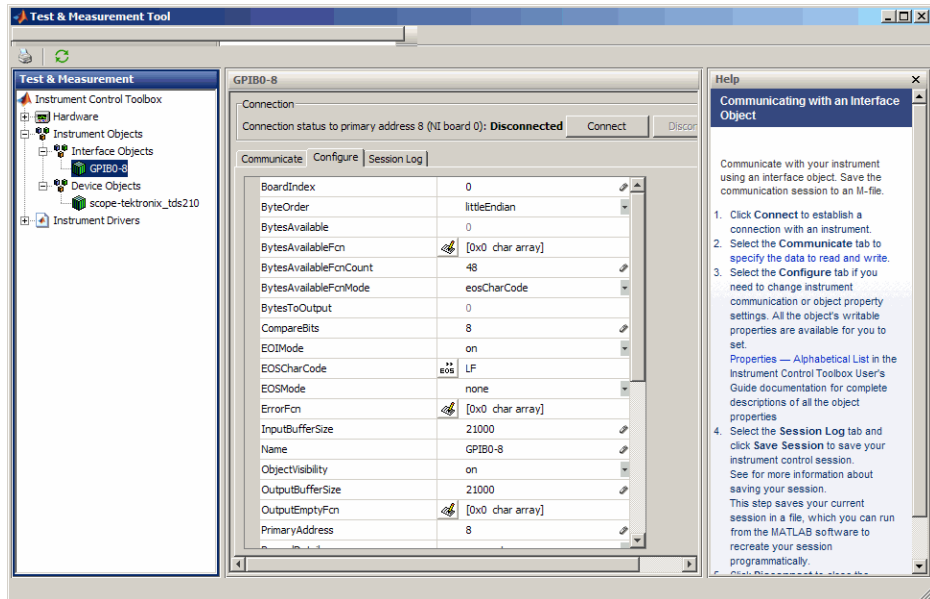 Test & Measurement Tool
Test & Measurement
Instrument Control Toolbox
Hardware
Instrument Objects
Interface Objects
GPIB0-8
Device Objects
scope-tektronix_tds210
Instrument Drivers
GPIB0-8
Connection
Connection status to primary address 8 (NI board 0): Disconnected
Connect
Discor
Communicate Configure Session Log
BoardIndex 0
ByteOrder littleEndian
BytesAvailable 0
BytesAvailableFcn [0x0 char array]
BytesAvailableFcnCount 48
BytesAvailableFcnMode eosCharCode
BytesToOutput 0
CompareBits 8
EOIMode on
EOSCharCode EOS LF
EOSMode none
ErrorFcn [0x0 char array]
InputBufferSize 21000
Name GPIB0-8
ObjectVisibility on
OutputBufferSize 21000
OutputEmptyFcn [0x0 char array]
PrimaryAddress 8
Help
Communicating with an Interface
Object
Communicate with your instrument
using an interface object. Save the
communication session to an M-file.
1. Click Connect to establish a
connection with an instrument.
2. Select the Communicate tab to
specify the data to read and write.
3. Select the Configure tab if you
need to change instrument
communication or object property
settings. All the object's writable
properties are available for you to
set.
Properties — Alphabetical List in the
Instrument Control Toolbox User's
Guide documentation for complete
descriptions of all the object
properties
4. Select the Session Log tab and
click Save Session to save your
instrument control session.
See for more information about
saving your session.
This step saves your current
session in a file, which you can run
from the MATLAB software to
recreate your session
programmatically.